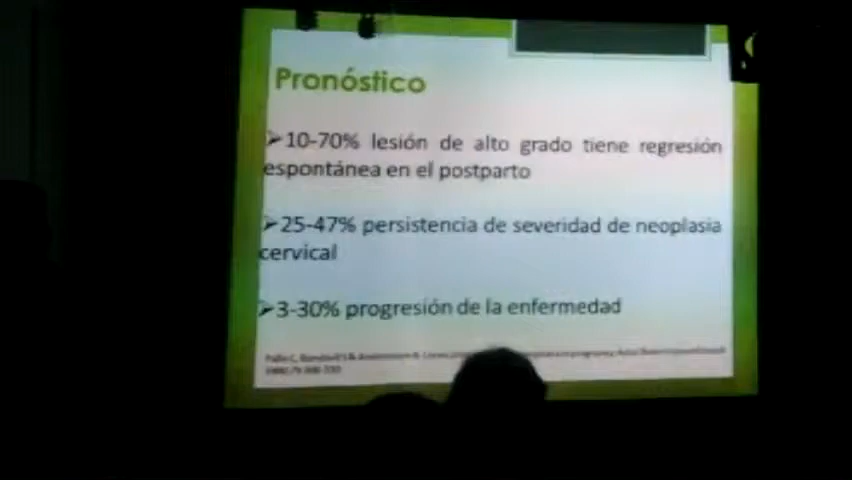 Pronóstico
➢10-70% lesión de alto grado tiene regresión
espontánea en el postparto
➢25-47% persistencia de severidad de neoplasia
cervical
➢3-30% progresión de la enfermedad